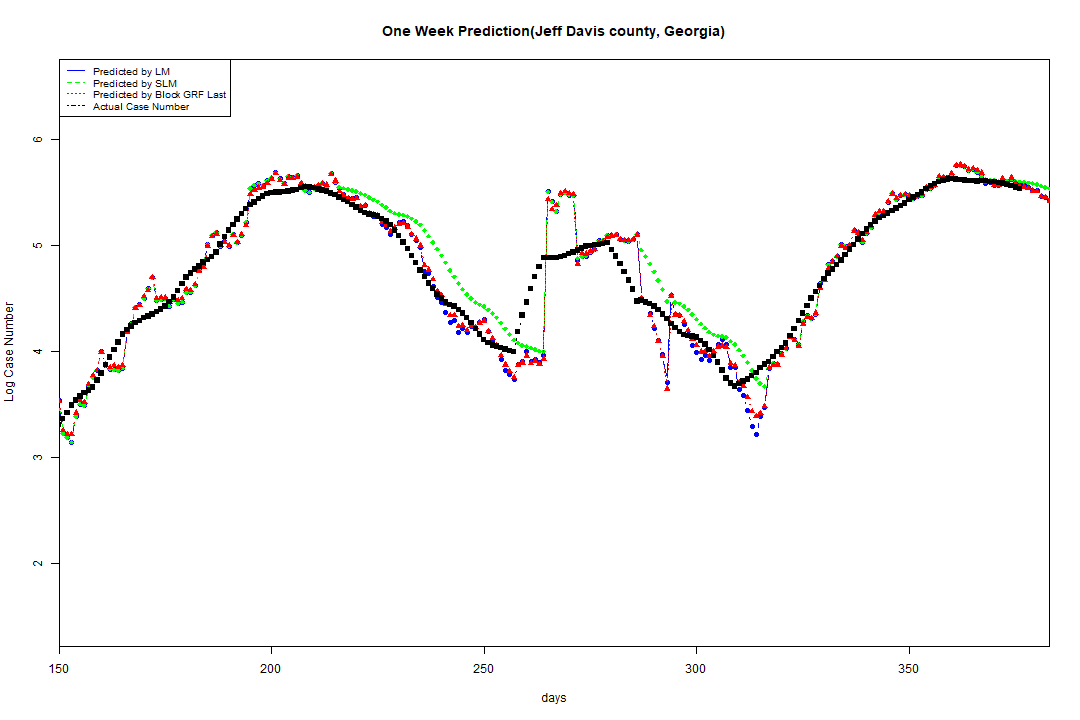 One Week Prediction(Jeff Davis county, Georgia)
Predicted by LM
Predicted by SLM
Predicted by Block GRF Last
Actual Case Number
6
5
4
3
2
Log Case Number
150 200 250 300 350
days